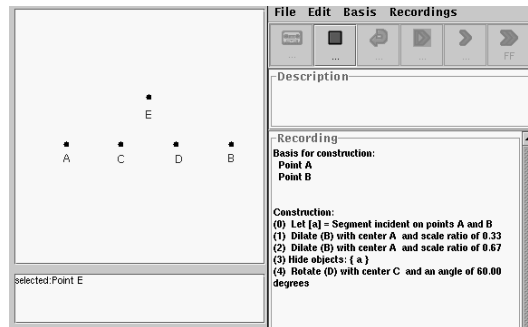 File Edit Basis Recordings
... ... ... ... ... FF
Description
E
A C D B
Recording
Basis for construction:
Point A
Point B
Construction:
(0) Let [a] = Segment incident on points A and B
(1) Dilate (B) with center A and scale ratio of 0.33
(2) Dilate (B) with center A and scale ratio of 0.67
(3) Hide objects: { a }
(4) Rotate (D) with center C and an angle of 60.00
degrees
selected:Point E